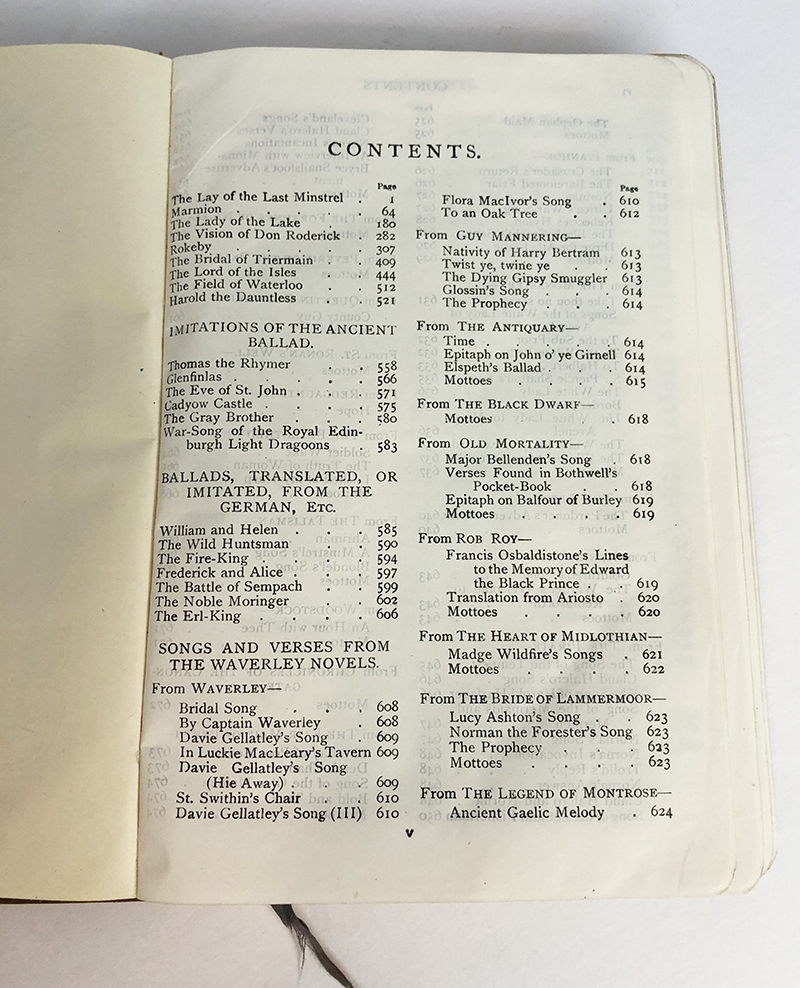 CONTENTS.
Page
The Lay of the Last Minstrel . 1
Marmion . . . . . 64
The Lady of the Lake . . 180
The Vision of Don Roderick . 282
Rokeby . . . . . 307
The Bridal of Triermain . . 409
The Lord of the Isles . . 444
The Field of Waterloo . . 512
Harold the Dauntless . . 521
IMITATIONS OF THE ANCIENT
BALLAD.
Thomas the Rhymer . . 558
Glenfinlas . . . . . 566
The Eve of St. John . . . 571
Cadyow Castle . . . . 575
The Gray Brother . . . 580
War-Song of the Royal Edin-
burgh Light Dragoons . 583
BALLADS, TRANSLATED, OR
IMITATED, FROM THE
GERMAN, ETC.
William and Helen . . . 585
The Wild Huntsman . . 590
The Fire-King . . . . 594
Frederick and Alice . . . 597
The Battle of Sempach . . 599
The Noble Moringer . . 602
The Erl-King . . . . 606
SONGS AND VERSES FROM
THE WAVERLEY NOVELS.
From WAVERLEY—
Bridal Song . . . 608
By Captain Waverley . 608
Davie Gellatley's Song . 609
In Luckie MacLeary's Tavern 609
Davie Gellatley's Song
(Hie Away) . . . 609
St. Swithin's Chair . . 610
Davie Gellatley's Song (III) 610
Page
Flora MacIvor's Song . 610
To an Oak Tree . . 612
From GUY MANNERING—
Nativity of Harry Bertram 613
Twist ye, twine ye . . 613
The Dying Gipsy Smuggler 613
Glossin's Song . . . 614
The Prophecy . . . 614
From THE ANTIQUARY—
Time . . . . . 614
Epitaph on John o' ye Girnell 614
Elspeth's Ballad . . . 614
Mottoes . . . . 615
From THE BLACK DWARF—
Mottoes . . . . 618
From OLD MORTALITY—
Major Bellenden's Song . 618
Verses Found in Bothwell's
Pocket-Book . . 618
Epitaph on Balfour of Burley 619
Mottoes . . . . 619
From ROB ROY—
Francis Osbaldistone's Lines
to the Memory of Edward
the Black Prince . . 619
Translation from Ariosto . 620
Mottoes . . . . 620
From THE HEART OF MIDLOTHIAN—
Madge Wildfire's Songs . 621
Mottoes . . . . 622
From THE BRIDE OF LAMMERMOOR—
Lucy Ashton's Song . . 623
Norman the Forester's Song 623
The Prophecy . . . 623
Mottoes . . . . 623
From THE LEGEND OF MONTROSE—
Ancient Gaelic Melody . 624
v